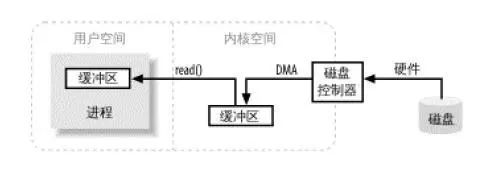 用户空间
内核空间
缓冲区
read()
DMA
磁盘
控制器
硬件
进程
缓冲区
磁盘